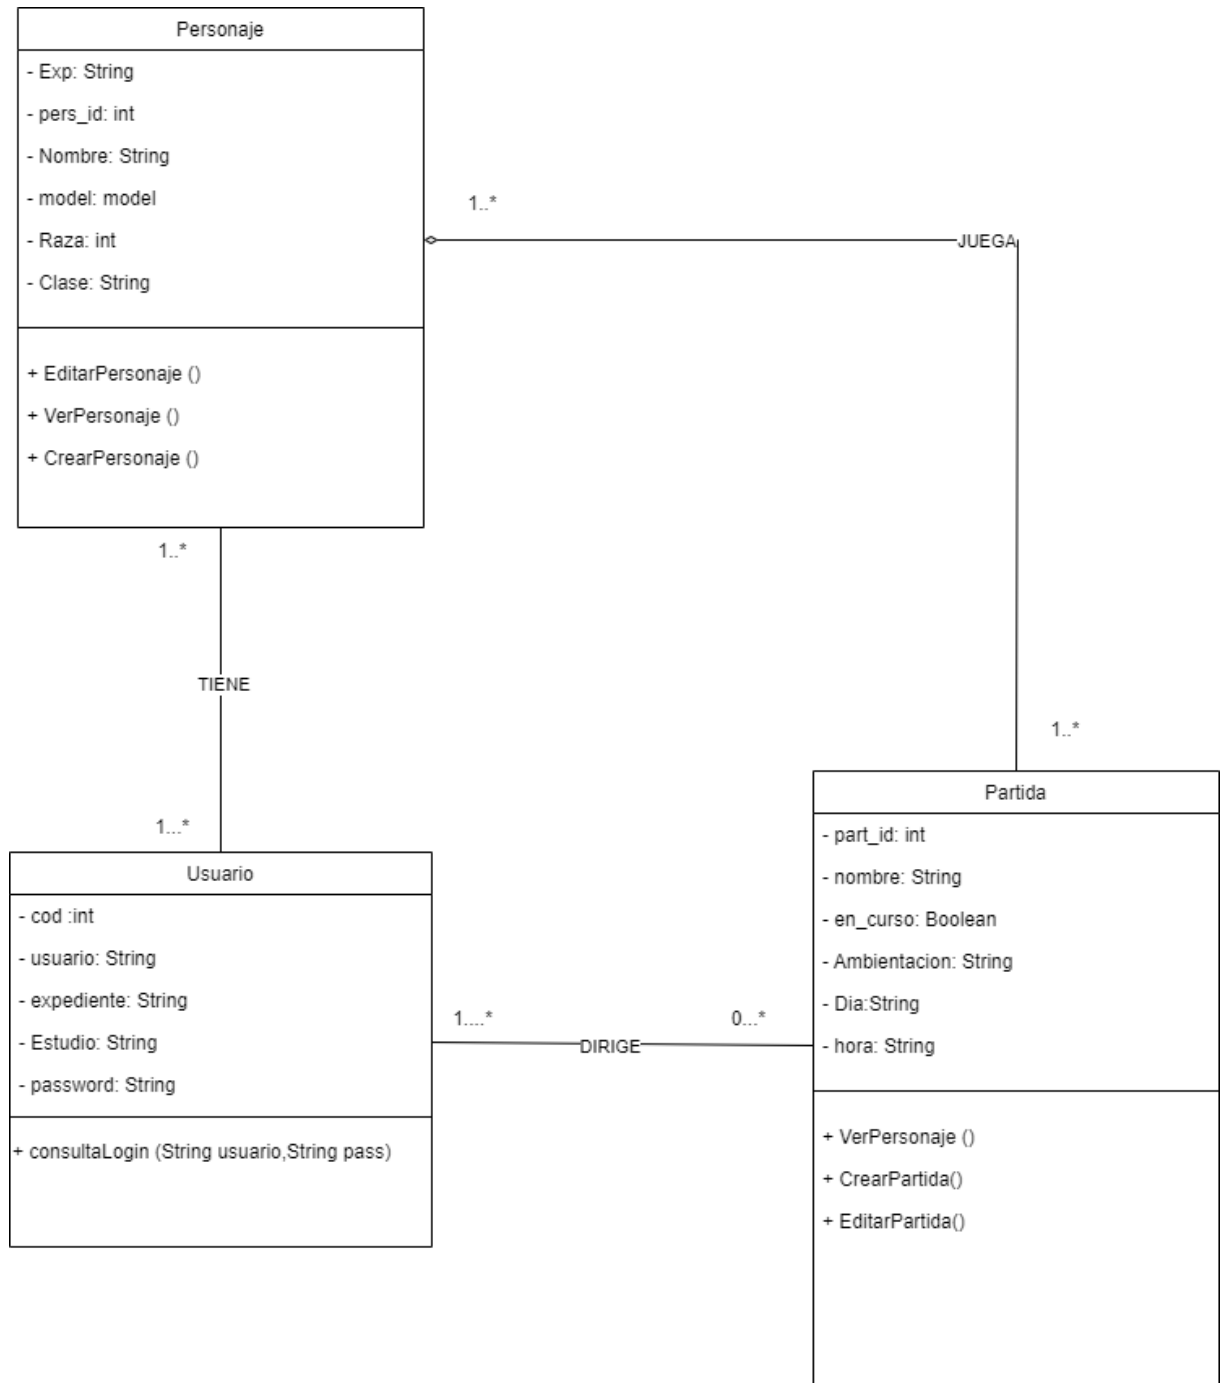 Personaje
- Exp: String
- pers_id: int
- Nombre: String
- model: model
- Raza: int
- Clase: String
+ EditarPersonaje ()
+ VerPersonaje ()
+ CrearPersonaje ()
1..*
JUEGA
1..*
1..*
TIENE
1...*
Usuario
- cod :int
- usuario: String
- expediente: String
- Estudio: String
- password: String
+ consultaLogin (String usuario,String pass)
1....*
DIRIGE
0...*
Partida
- part_id: int
- nombre: String
- en_curso: Boolean
- Ambientacion: String
- Dia:String
- hora: String
+ VerPersonaje ()
+ CrearPartida()
+ EditarPartida()